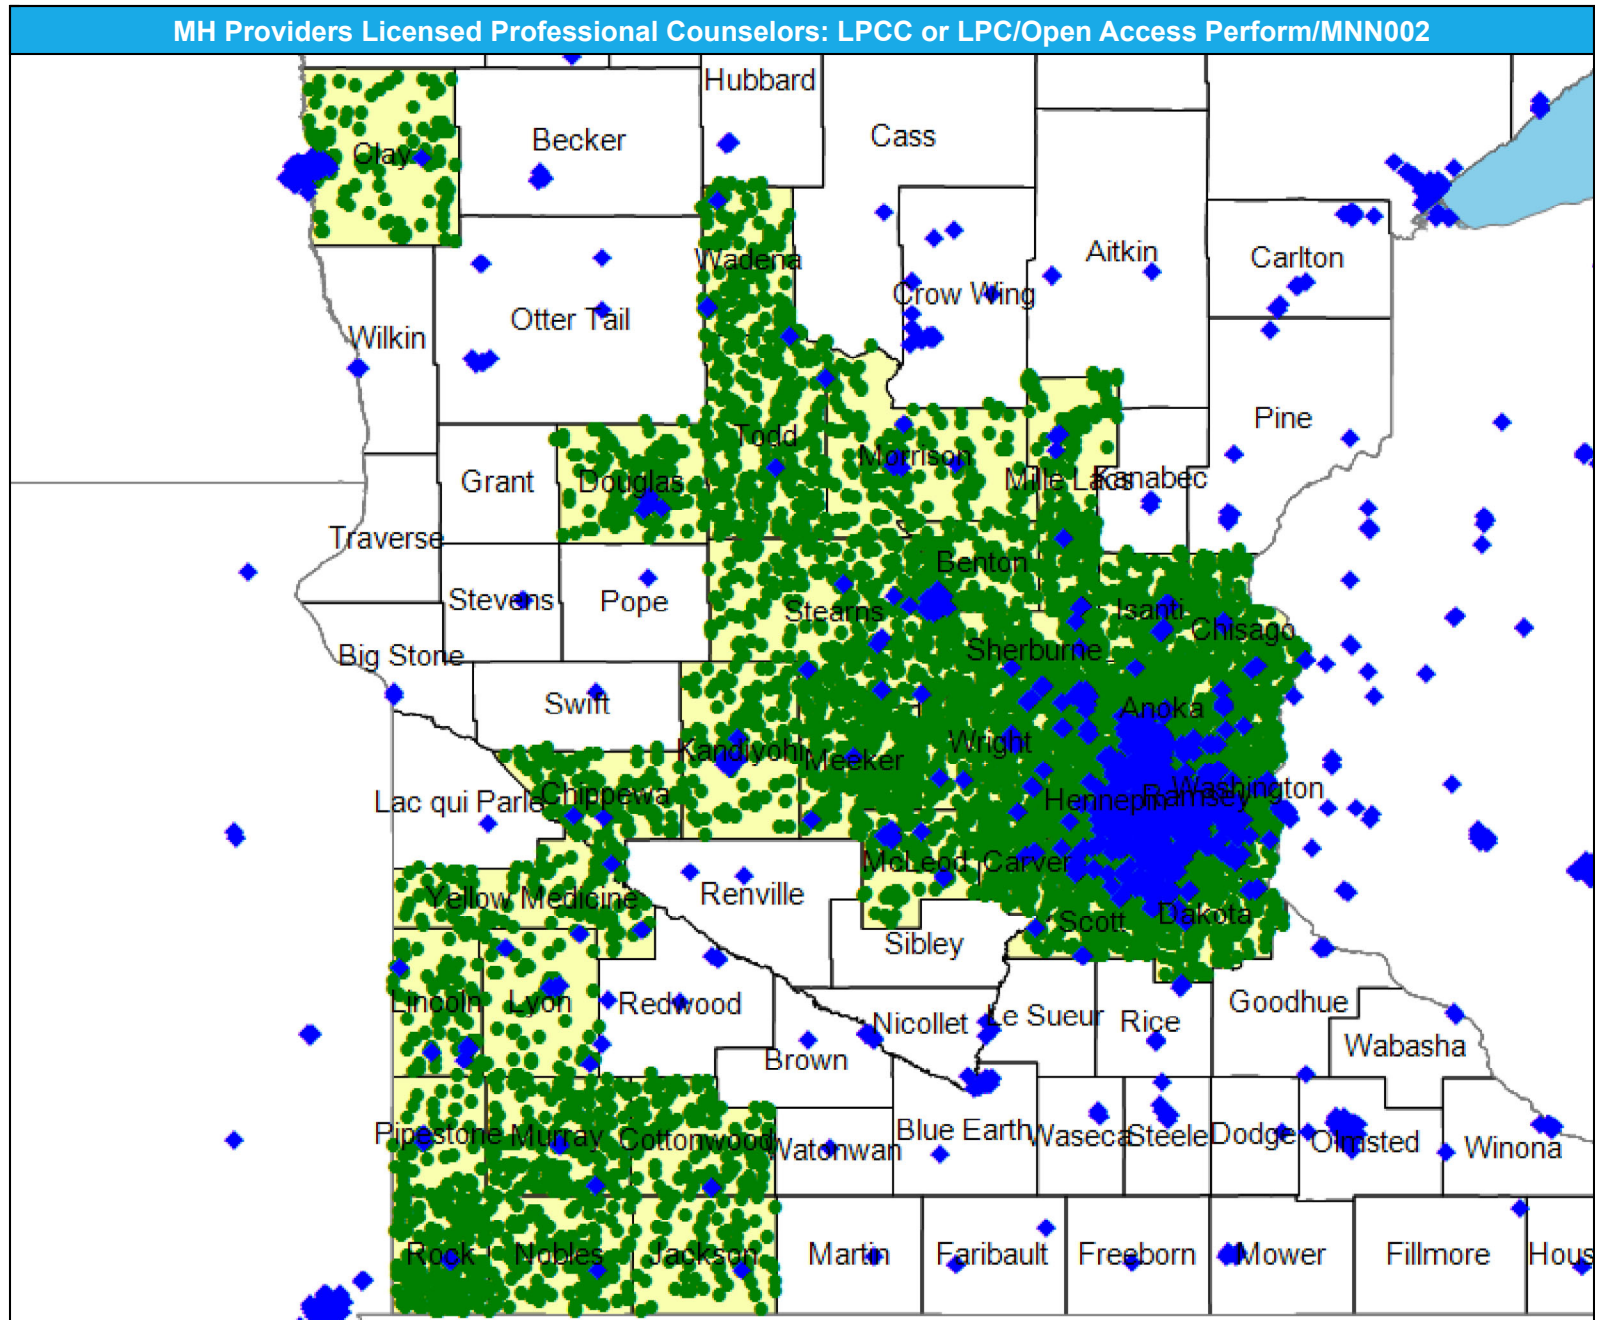 MH Providers Licensed Professional Counselors: LPCC or LPC/Open Access Perform/MNN002
Hubbard
Becker
Cass
Clay
Wadena
Aitkin
Carlton
Crow Wing
Otter Tail
Wilkin
Pine
Todd
Morrison
Grant
Douglas
Mille Lacs
Kanabec
Traverse
Benton
Stevens
Pope
Stearns
Isanti
Chisago
Sherburne
Big Stone
Swift
Anoka
Wright
Kandiyohi
Meeker
Washington
Lac qui Parle
Chippewa
Hennepin
Ramsey
McLeod
Carver
Yellow Medicine
Renville
Scott
Dakota
Sibley
Lincoln
Lyon
Redwood
Nicollet
Le Sueur
Rice
Goodhue
Brown
Wabasha
Pipestone
Murray
Cottonwood
Watonwan
Blue Earth
Waseca
Steele
Dodge
Olmsted
Winona
Rock
Nobles
Jackson
Martin
Faribault
Freeborn
Mower
Fillmore
Hous